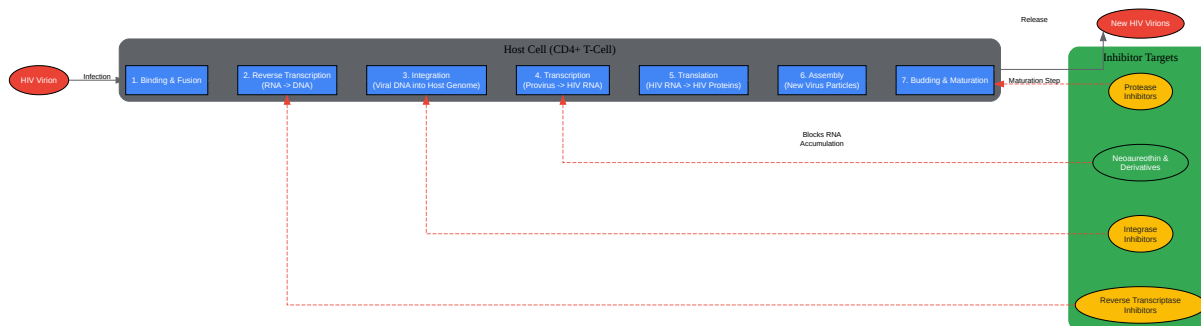 Release
New HIV Virions
Host Cell (CD4+ T-Cell)
Inhibitor Targets
HIV Virion
Infection
1. Binding & Fusion
2. Reverse Transcription
(RNA -> DNA)
3. Integration
(Viral DNA into Host Genome)
4. Transcription
(Provirus -> HIV RNA)
5. Translation
(HIV RNA -> HIV Proteins)
6. Assembly
(New Virus Particles)
7. Budding & Maturation
Maturation Step
Protease
Inhibitors
Blocks RNA
Accumulation
Neoaureothin &
Derivatives
Integrase
Inhibitors
Reverse Transcriptase
Inhibitors